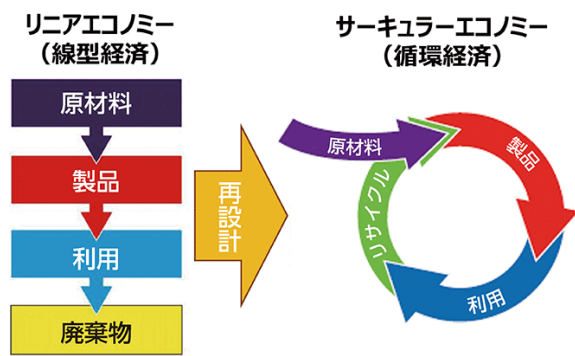 リニアエコノミー
（線型経済）
原材料
製品
利用
廃棄物
再設計
サーキュラーエコノミー
（循環経済）
原材料
製品
利用
リサイクル